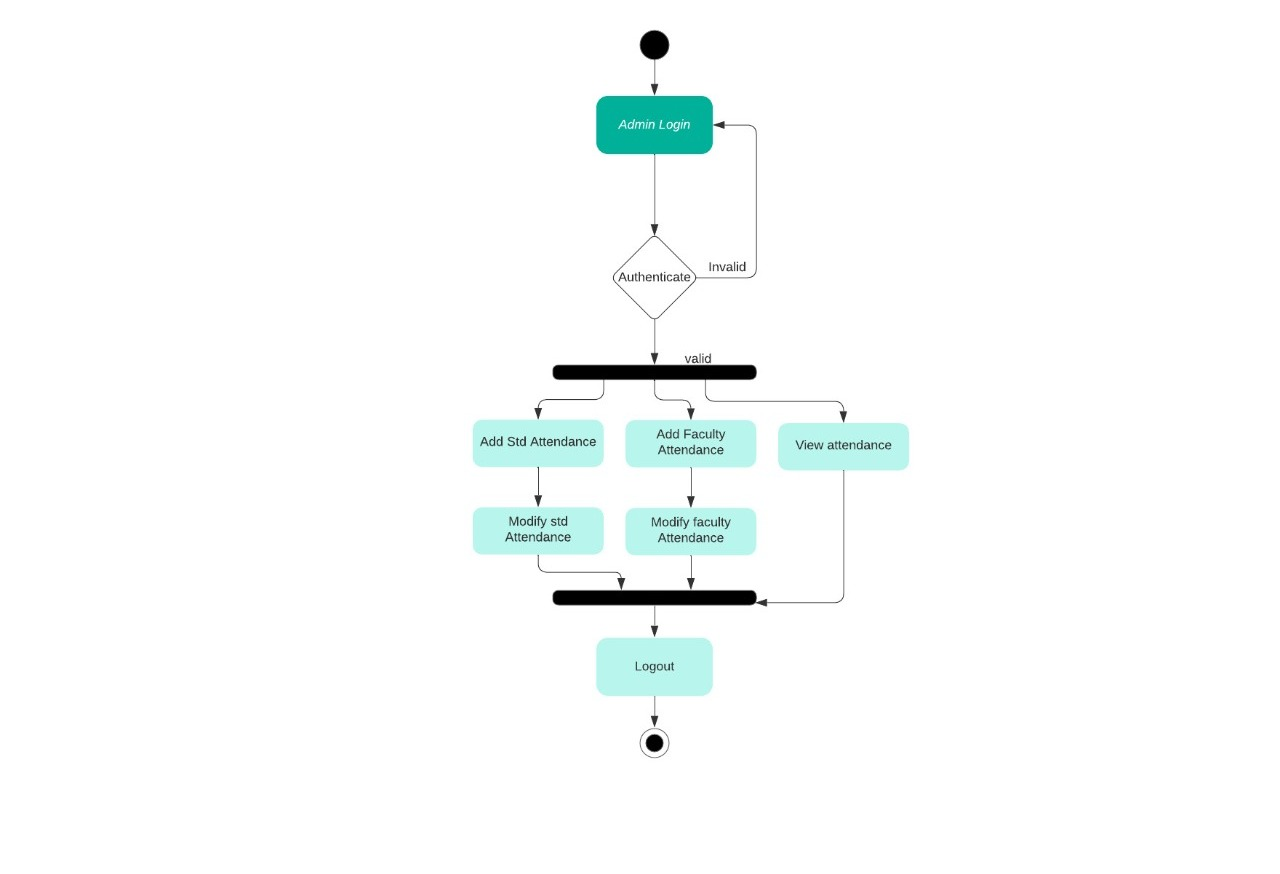 Admin Login
Authenticate
Invalid
valid
Add Std Attendance
Add Faculty
Attendance
View attendance
Modify std
Attendance
Modify faculty
Attendance
Logout